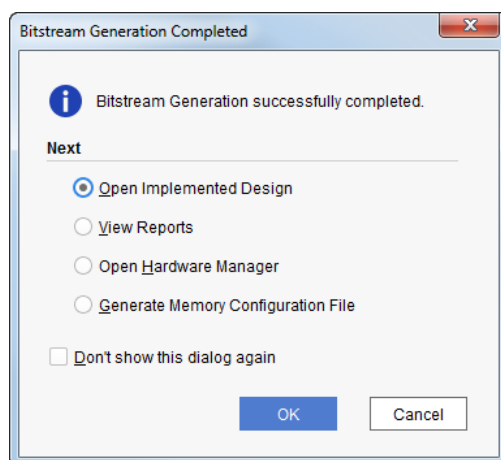 Bitstream Generation Completed
Bitstream Generation successfully completed.
Next
Open Implemented Design
View Reports
Open Hardware Manager
Generate Memory Configuration File
Don't show this dialog again
OK
Cancel